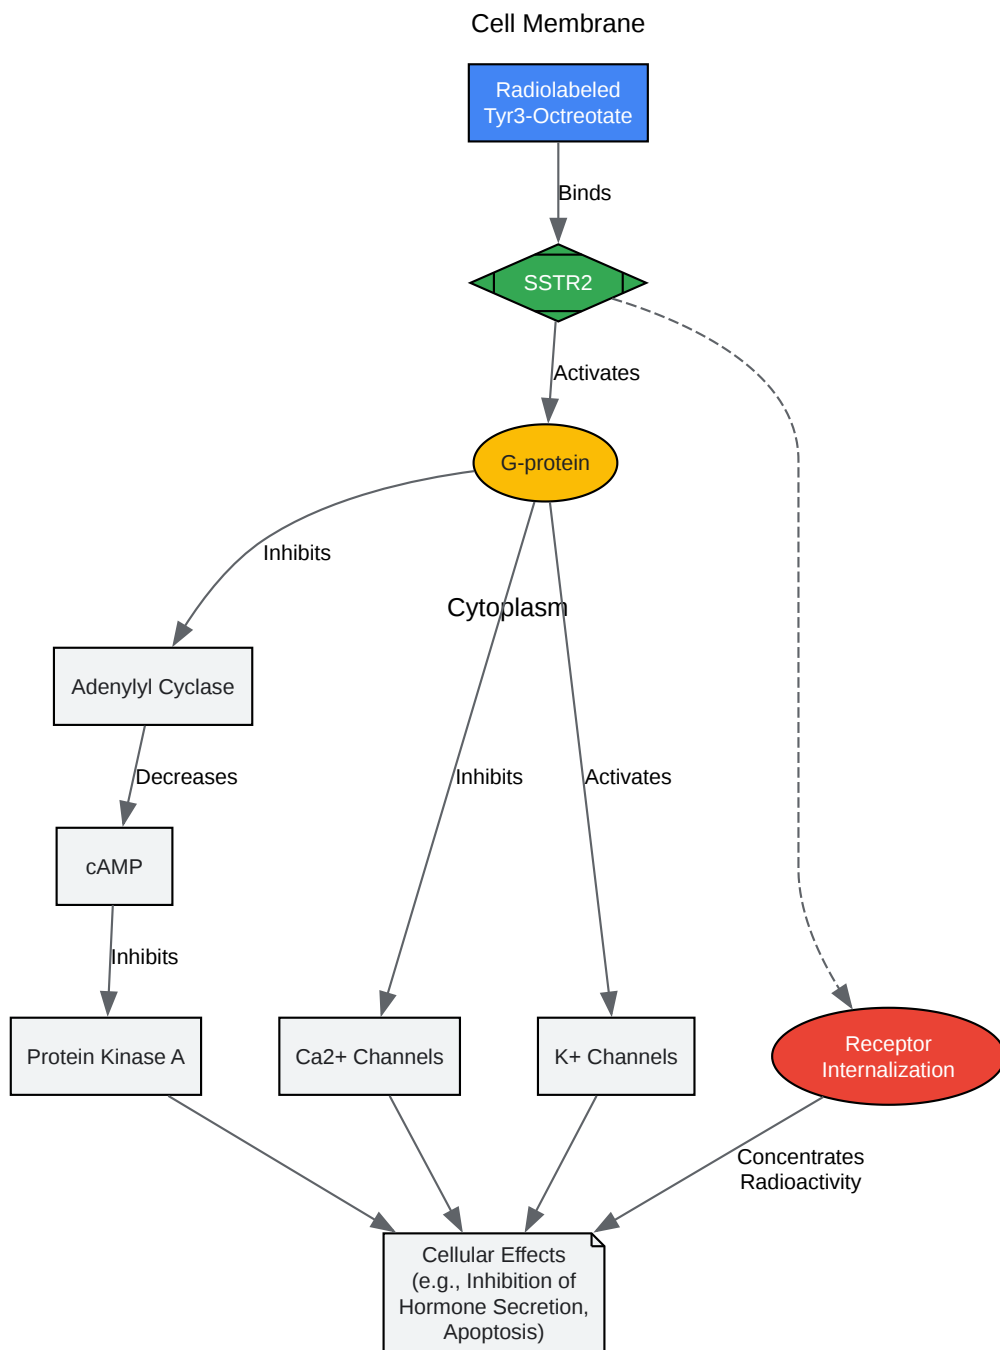 Cell Membrane
Radiolabeled
Tyr3-Octreotate
Binds
SSTR2
Activates
G-protein
Inhibits
Cytoplasm
Adenylyl Cyclase
Decreases
Inhibits
Activates
cAMP
Inhibits
Protein Kinase A
Ca2+ Channels
K+ Channels
Receptor
Internalization
Concentrates
Radioactivity
Cellular Effects
(e.g., Inhibition of
Hormone Secretion,
Apoptosis)